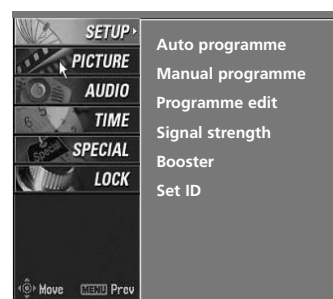 SETUP
PICTURE
AUDIO
TIME
SPECIAL
LOCK
Move MENU Prev
Auto programme
Manual programme
Programme edit
Signal strength
Booster
Set ID